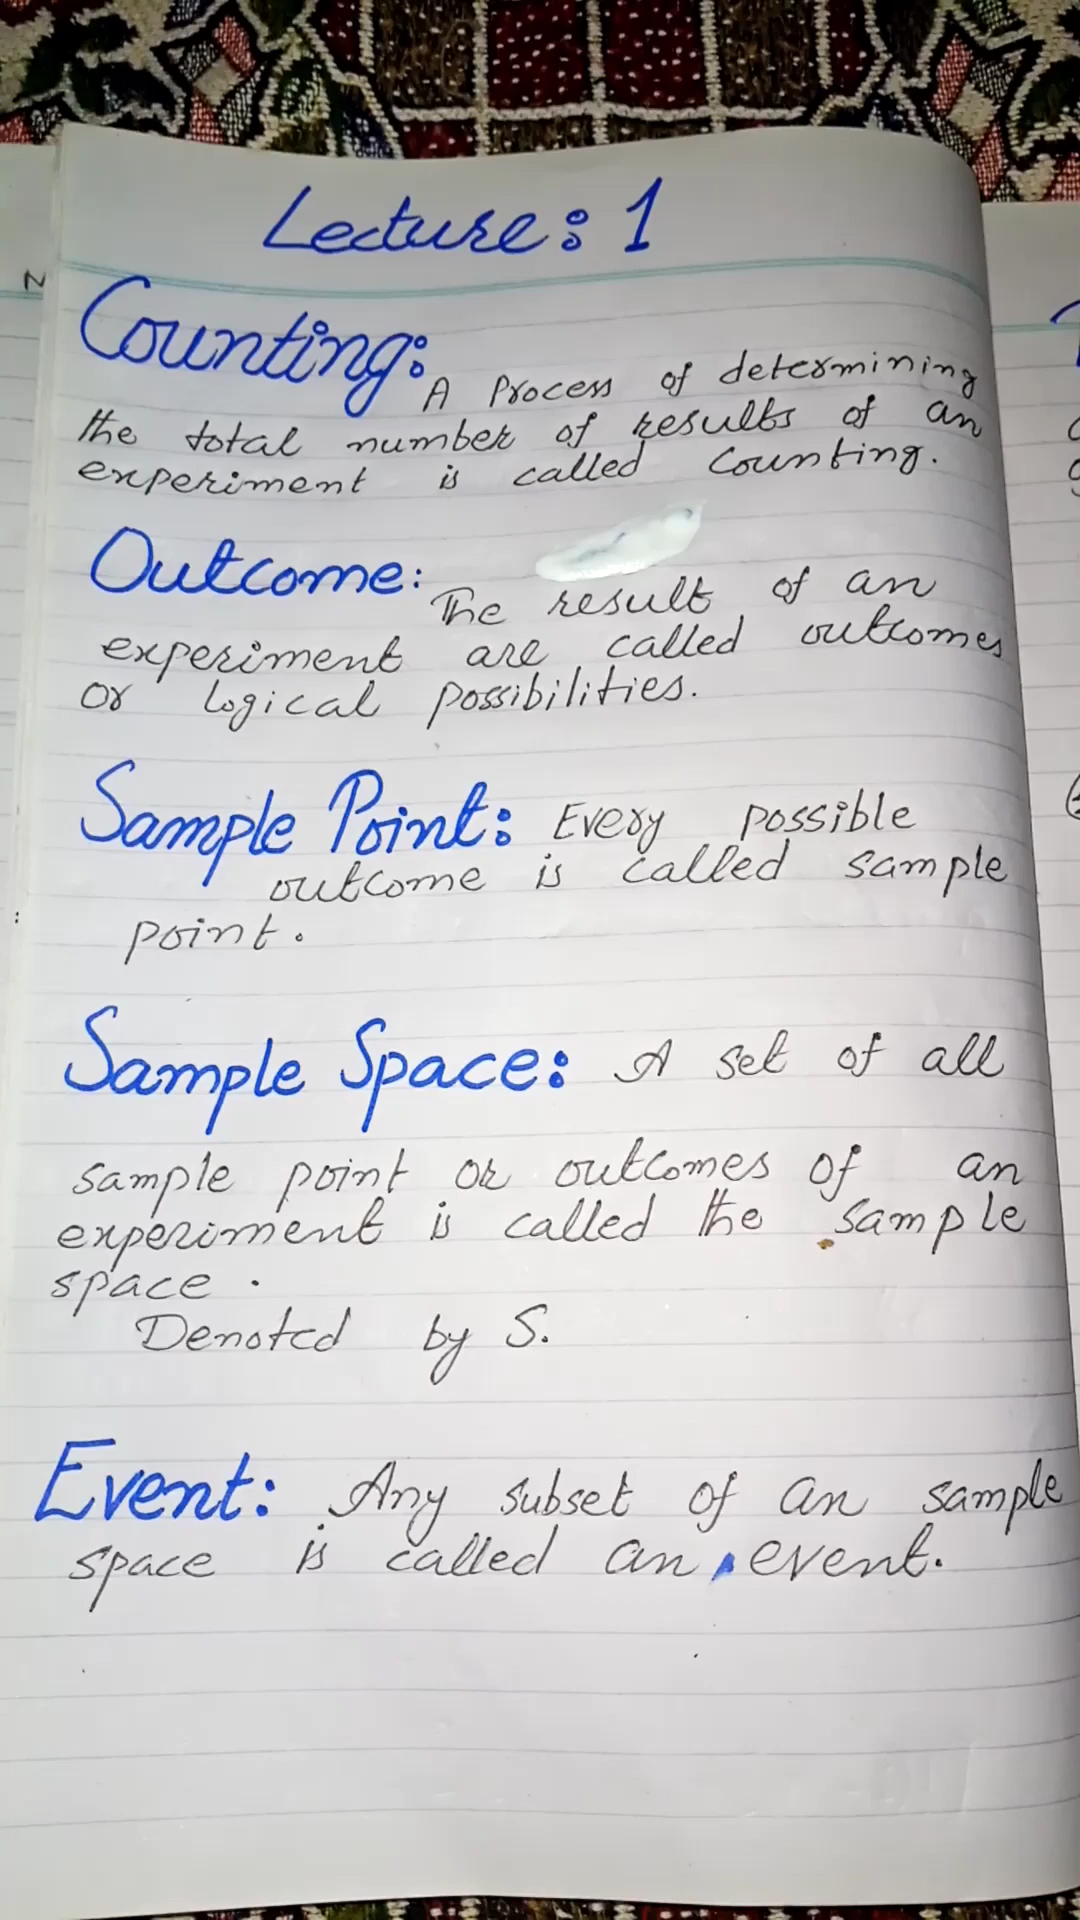 Lecture: 1
Counting:
A Process of determining
the total number of results of an
experiment is called Counting.
Outcome:
The result of an
experiment are called outcomes
or logical possibilities.
Sample Point: Every possible
outcome is called sample
point.
Sample Space: A set of all
sample point or outcomes of an
experiment is called the sample
space.
Denoted by S.
Event: Any subset of an sample
space is called an event.